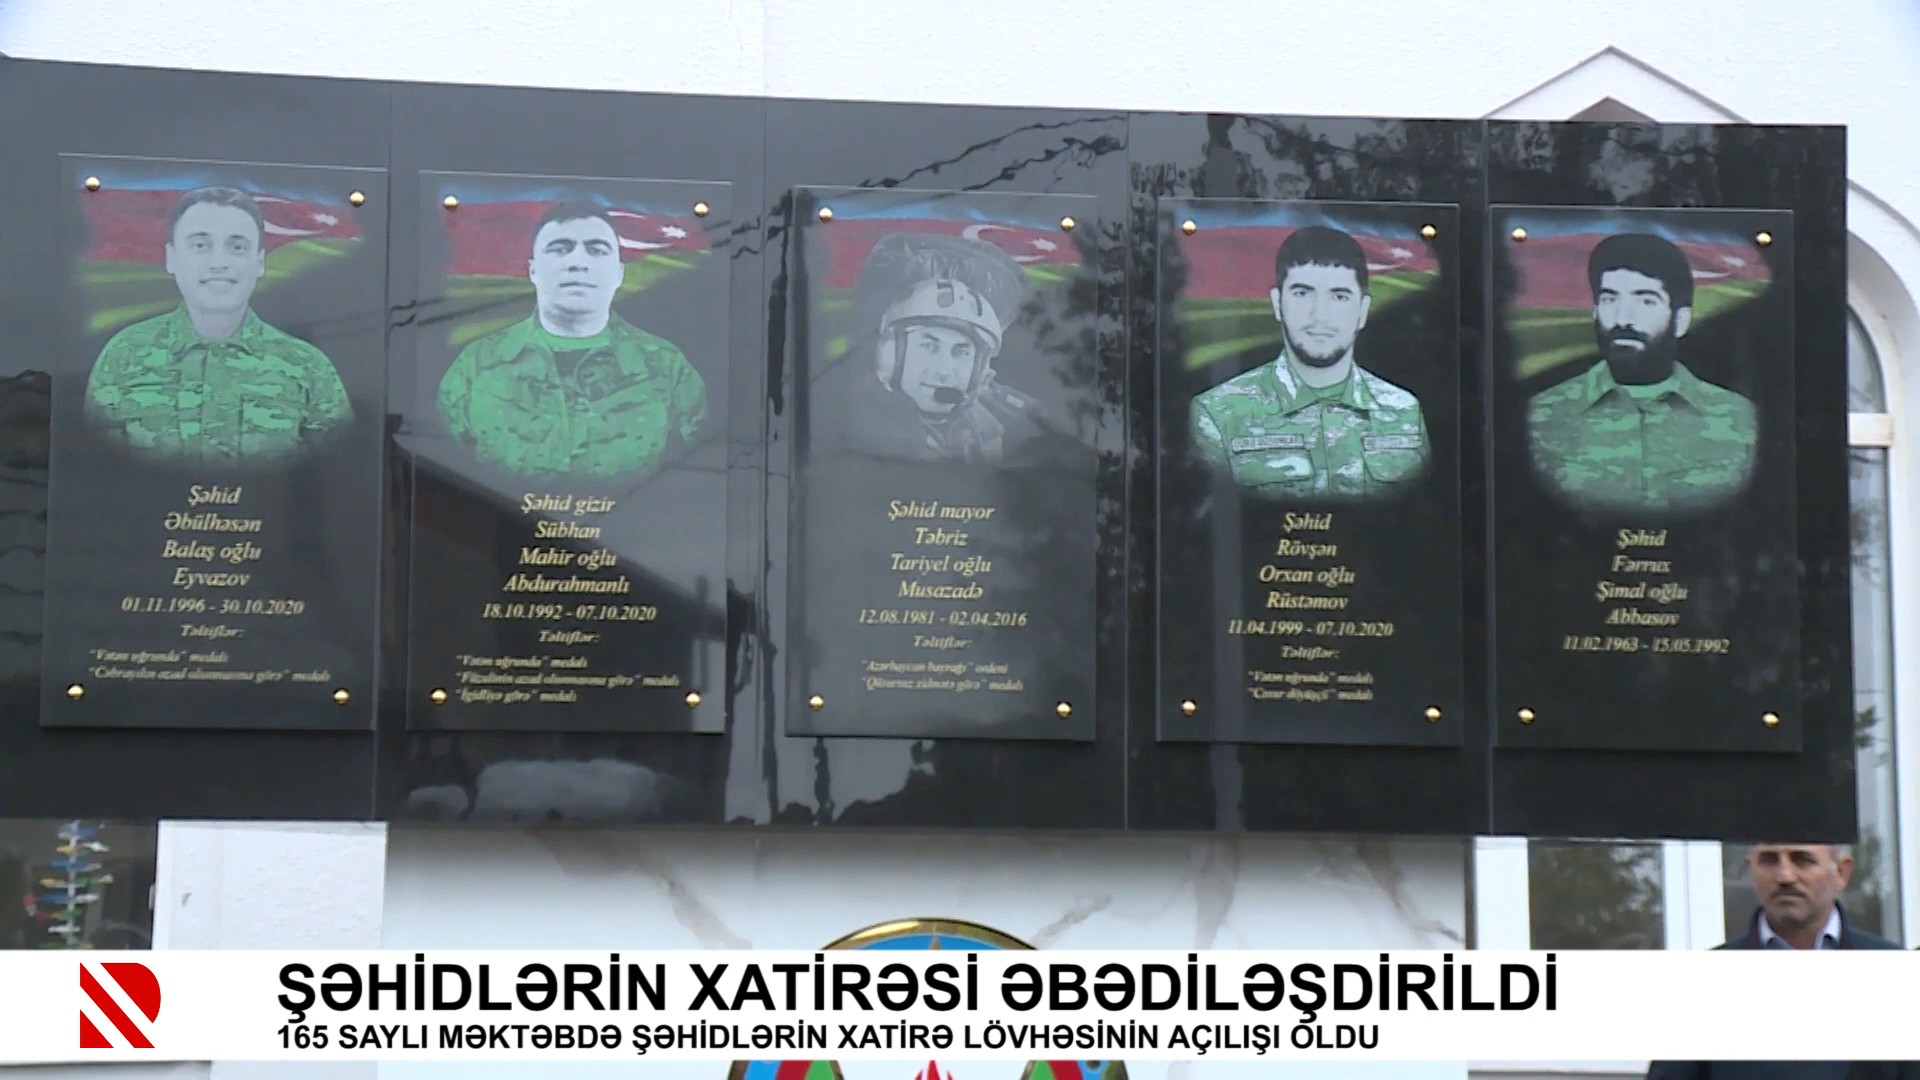 Şəhid
Əbülhəsən
Balaş oğlu
Eyvazov
01.11.1996 - 30.10.2020
Təltiflər:
"Vətən uğrunda" medalı
"Cəbrayılın azad olunmasına görə" medalı
Şəhid gizir
Sübhan
Mahir oğlu
Abdurahmanlı
18.10.1992 - 07.10.2020
Təltiflər:
"Vətən uğrunda" medalı
"Füzulinin azad olunmasına görə" medalı
"İgidliyə görə" medalı
Şəhid mayor
Təbriz
Tariyel oğlu
Musazadə
12.08.1981 - 02.04.2016
Təltiflər:
"Azərbaycan bayrağı" ordeni
"Qüsursuz xidmətə görə" medalı
Şəhid
Rövşən
Orxan oğlu
Rüstəmov
11.04.1999 - 07.10.2020
Təltiflər:
"Vətən uğrunda" medalı
"Cəsur döyüşçü" medalı
Şəhid
Fərrux
Şimal oğlu
Abbasov
11.02.1963 - 15.05.1992
ŞƏHİDLƏRİN XATİRƏSİ ƏBƏDİLƏŞDİRİLDİ
165 SAYLI MƏKTƏBDƏ ŞƏHİDLƏRİN XATİRƏ LÖVHƏSİNİN AÇILIŞI OLDU